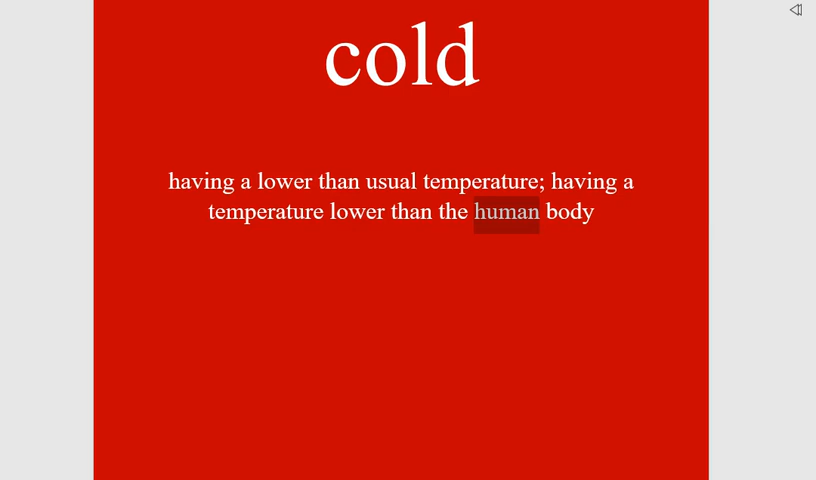 cold
having a lower than usual temperature; having a
temperature lower than the human body